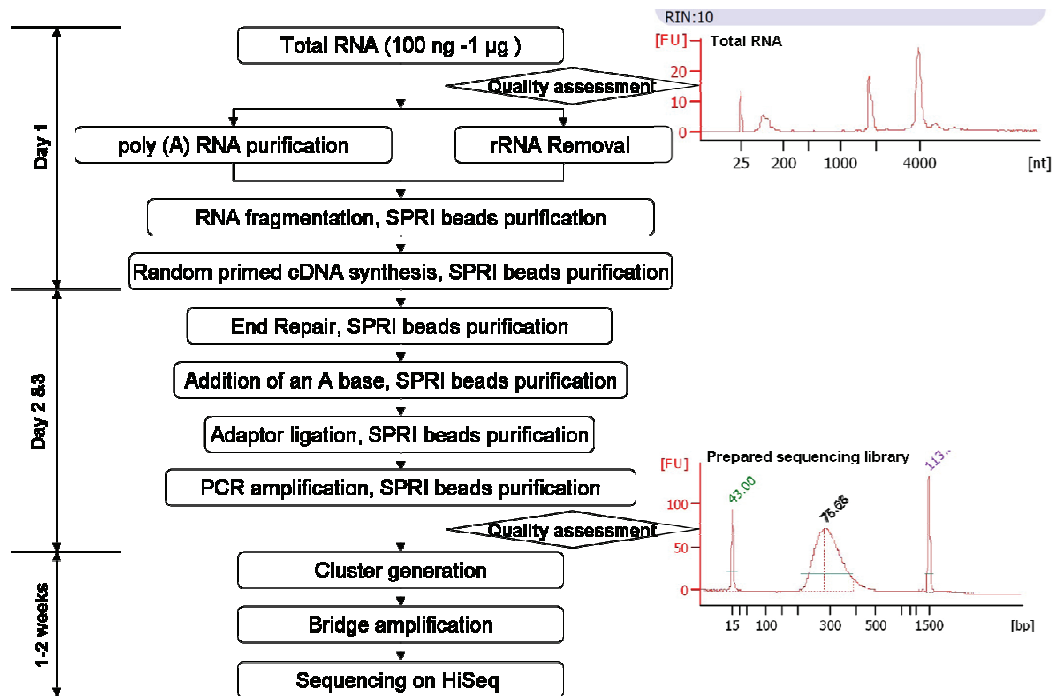 RIN:10
[FU] Total RNA
20
10
0
25 200 1000 4000 [nt]
Day 1
Total RNA (100 ng -1 µg )
Quality assessment
poly (A) RNA purification
rRNA Removal
RNA fragmentation, SPRI beads purification
Random primed cDNA synthesis, SPRI beads purification
Day 2 &3
End Repair, SPRI beads purification
Addition of an A base, SPRI beads purification
Adaptor ligation, SPRI beads purification
PCR amplification, SPRI beads purification
Quality assessment
Prepared sequencing library
[FU]
43.00
113..
100
50
0
15 100 300 500 1500 [bp]
1-2 weeks
Cluster generation
Bridge amplification
Sequencing on HiSeq